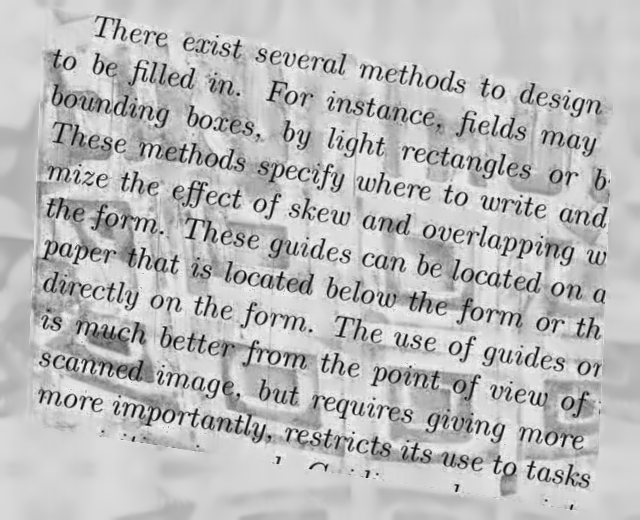 There exist several methods to design
to be filled in. For instance, fields may
bounding boxes, by light rectangles or b
These methods specify where to write and
mize the effect of skew and overlapping w
the form. These guides can be located on a
paper that is located below the form or th
directly on the form. The use of guides on
is much better from the point of view of
scanned image, but requires giving more
more importantly, restricts its use to tasks